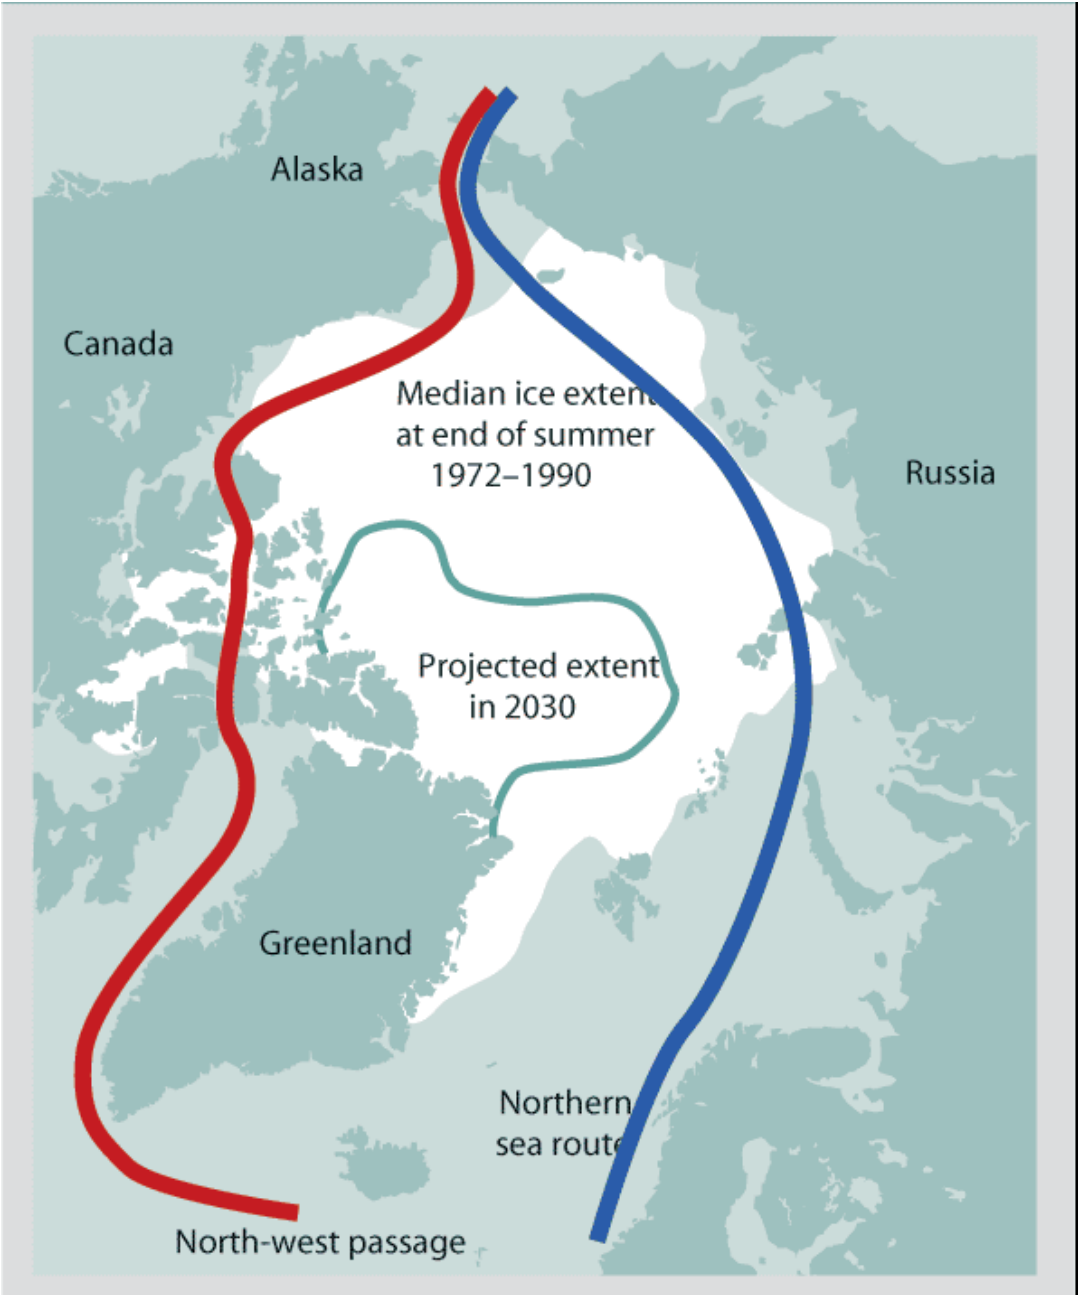 Alaska
Canada
Median ice extent
at end of summer
1972–1990
Russia
Projected extent
in 2030
Greenland
Northern
sea route
North-west passage